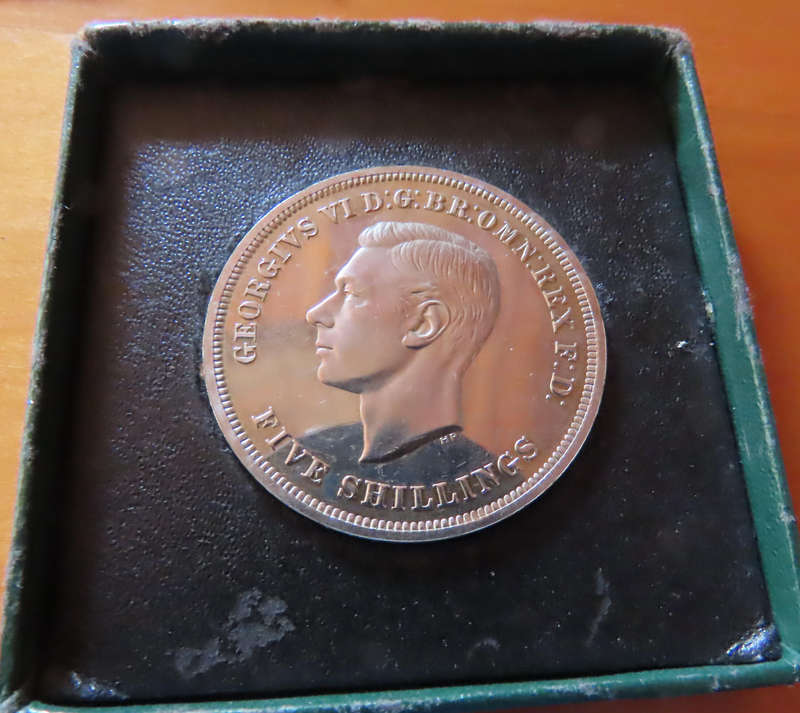 GEORGIVS VI D:G:BR:OMN:REX F:D:
FIVE SHILLINGS
HP